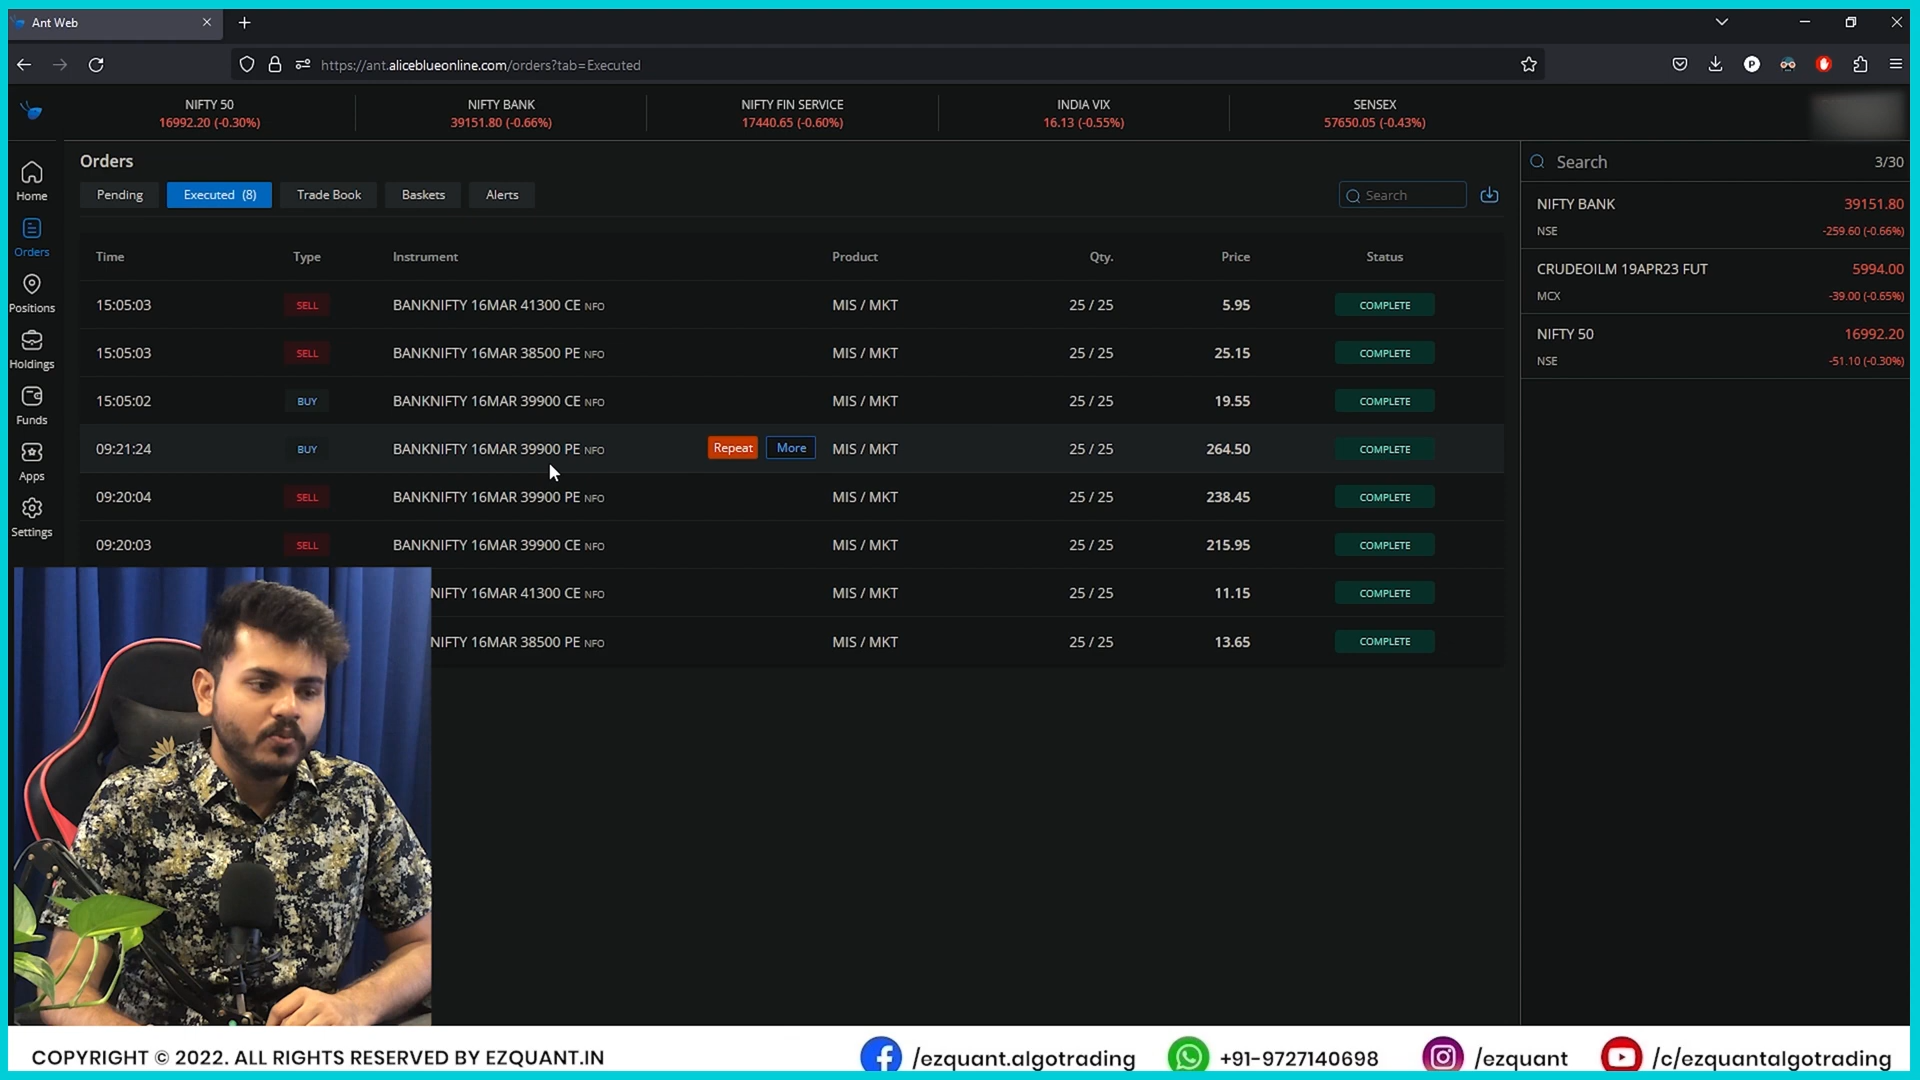 Ant Web
https://ant.aliceblueonline.com/orders?tab=Executed
NIFTY 50
16992.20 (-0.30%)
NIFTY BANK
39151.80 (-0.66%)
NIFTY FIN SERVICE
17440.65 (-0.60%)
INDIA VIX
16.13 (-0.55%)
SENSEX
57650.05 (-0.43%)
Home
Orders
Positions
Holdings
Funds
Apps
Settings
Orders
Pending Executed (8) Trade Book Baskets Alerts Search
Time Type Instrument Product Qty. Price Status
15:05:03 SELL BANKNIFTY 16MAR 41300 CE NFO MIS / MKT 25 / 25 5.95 COMPLETE
15:05:03 SELL BANKNIFTY 16MAR 38500 PE NFO MIS / MKT 25 / 25 25.15 COMPLETE
15:05:02 BUY BANKNIFTY 16MAR 39900 CE NFO MIS / MKT 25 / 25 19.55 COMPLETE
09:21:24 BUY BANKNIFTY 16MAR 39900 PE NFO Repeat More MIS / MKT 25 / 25 264.50 COMPLETE
09:20:04 SELL BANKNIFTY 16MAR 39900 PE NFO MIS / MKT 25 / 25 238.45 COMPLETE
09:20:03 SELL BANKNIFTY 16MAR 39900 CE NFO MIS / MKT 25 / 25 215.95 COMPLETE
NIFTY 16MAR 41300 CE NFO MIS / MKT 25 / 25 11.15 COMPLETE
NIFTY 16MAR 38500 PE NFO MIS / MKT 25 / 25 13.65 COMPLETE
Search 3/30
NIFTY BANK 39151.80
NSE -259.60 (-0.66%)
CRUDEOILM 19APR23 FUT 5994.00
MCX -39.00 (-0.65%)
NIFTY 50 16992.20
NSE -51.10 (-0.30%)
COPYRIGHT © 2022. ALL RIGHTS RESERVED BY EZQUANT.IN /ezquant.algotrading +91-9727140698 /ezquant /c/ezquantalgotrading